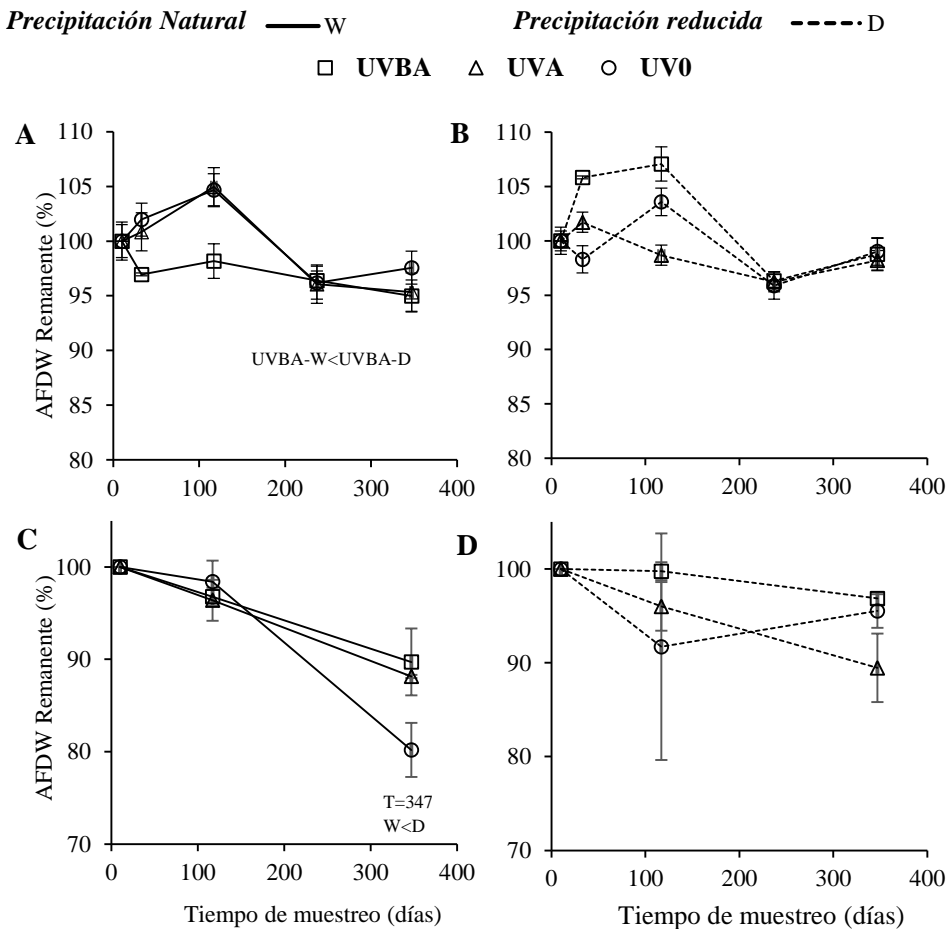 Precipitación Natural W Precipitación reducida D
UVBA UVA UV0
A
110
105
100
95
90
85
80
0 100 200 300 400
AFDW Remanente (%)
UVBA-W<UVBA-D
B
110
105
100
95
90
85
80
0 100 200 300 400
C
100
90
80
70
0 100 200 300 400
AFDW Remanente (%)
T=347
W<D
Tiempo de muestreo (días)
D
100
90
80
70
0 100 200 300 400
Tiempo de muestreo (días)